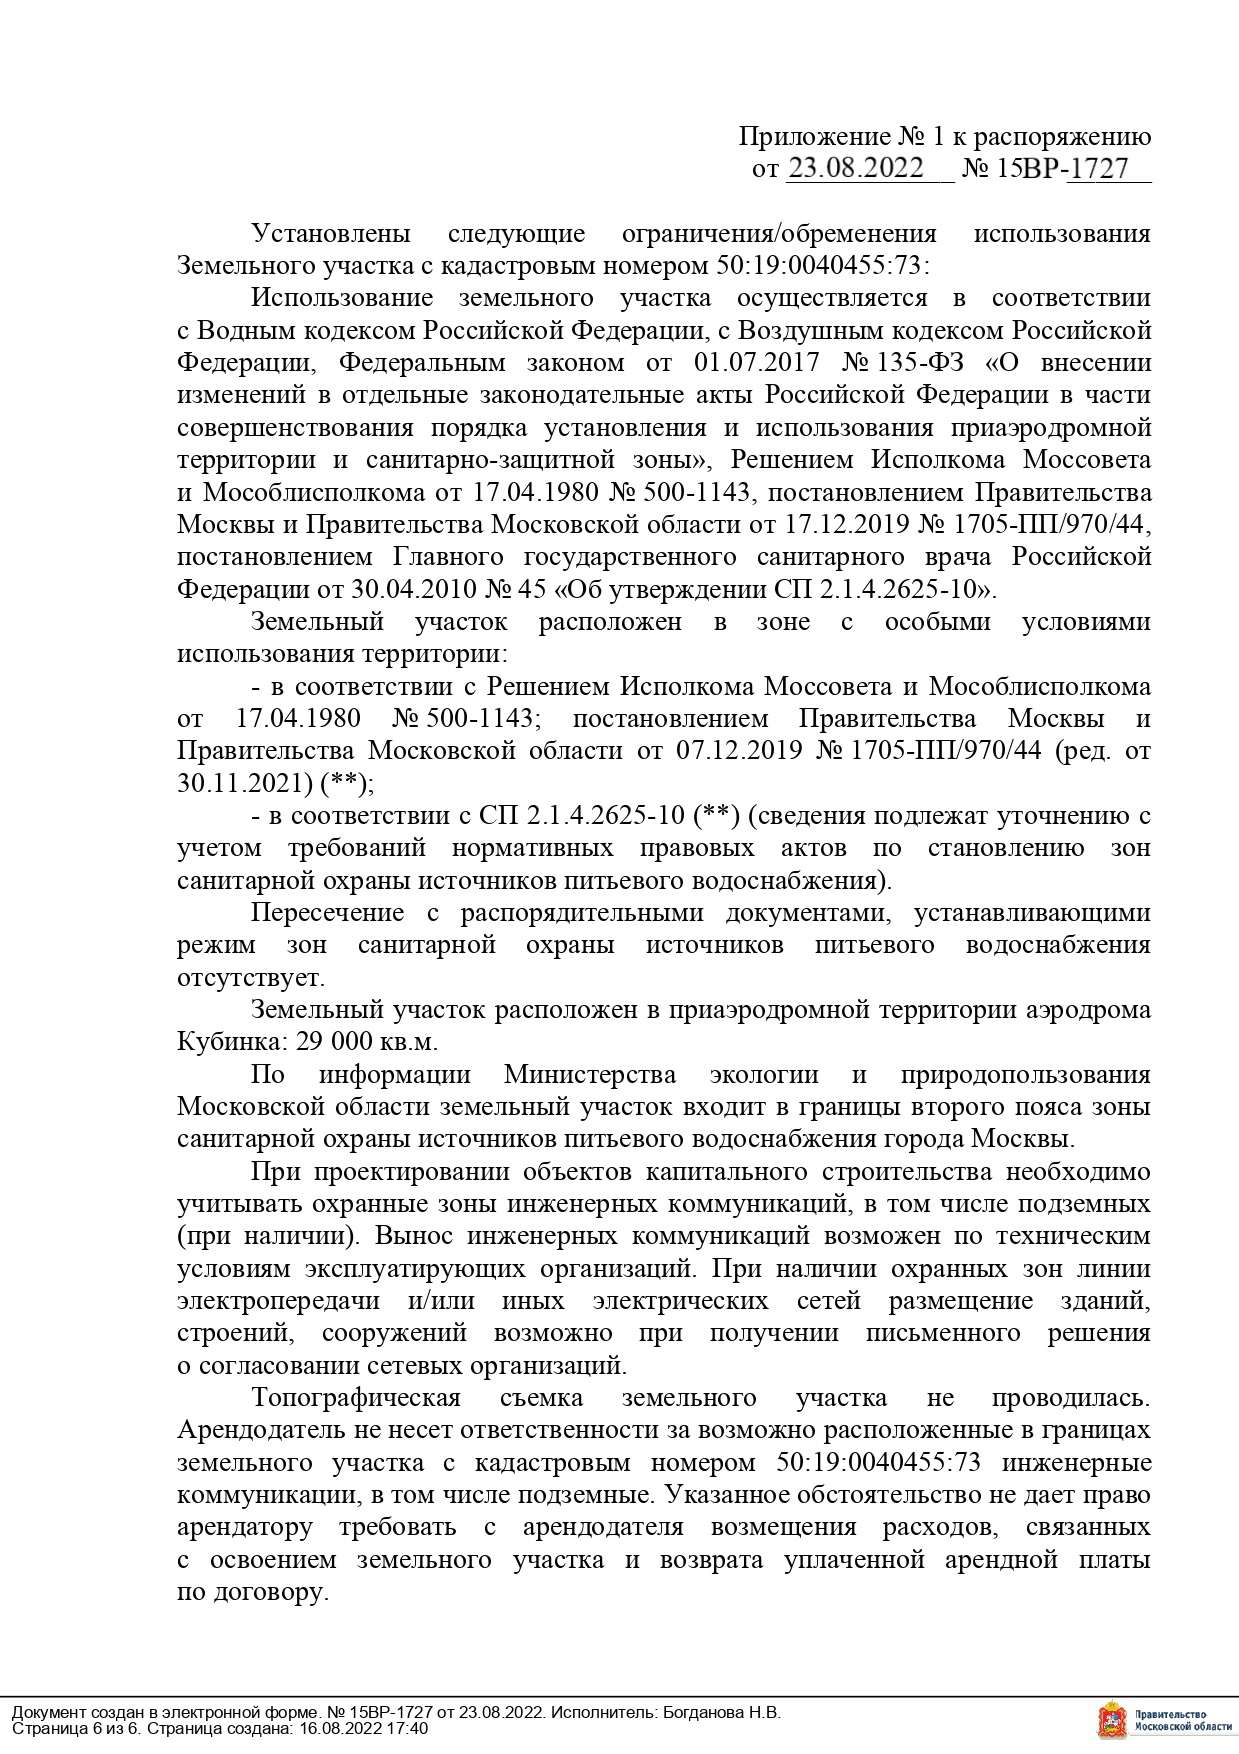 Приложение № 1 к распоряжению
от 23.08.2022 № 15ВР-1727
Установлены следующие ограничения/обременения использования
Земельного участка с кадастровым номером 50:19:0040455:73:
Использование земельного участка осуществляется в соответствии
с Водным кодексом Российской Федерации, с Воздушным кодексом Российской
Федерации, Федеральным законом от 01.07.2017 № 135-ФЗ «О внесении
изменений в отдельные законодательные акты Российской Федерации в части
совершенствования порядка установления и использования приаэродромной
территории и санитарно-защитной зоны», Решением Исполкома Моссовета
и Мособлисполкома от 17.04.1980 № 500-1143, постановлением Правительства
Москвы и Правительства Московской области от 17.12.2019 № 1705-ПП/970/44,
постановлением Главного государственного санитарного врача Российской
Федерации от 30.04.2010 № 45 «Об утверждении СП 2.1.4.2625-10».
Земельный участок расположен в зоне с особыми условиями
использования территории:
- в соответствии с Решением Исполкома Моссовета и Мособлисполкома
от 17.04.1980 № 500-1143; постановлением Правительства Москвы и
Правительства Московской области от 07.12.2019 № 1705-ПП/970/44 (ред. от
30.11.2021) (**);
- в соответствии с СП 2.1.4.2625-10 (**) (сведения подлежат уточнению с
учетом требований нормативных правовых актов по становлению зон
санитарной охраны источников питьевого водоснабжения).
Пересечение с распорядительными документами, устанавливающими
режим зон санитарной охраны источников питьевого водоснабжения
отсутствует.
Земельный участок расположен в приаэродромной территории аэродрома
Кубинка: 29 000 кв.м.
По информации Министерства экологии и природопользования
Московской области земельный участок входит в границы второго пояса зоны
санитарной охраны источников питьевого водоснабжения города Москвы.
При проектировании объектов капитального строительства необходимо
учитывать охранные зоны инженерных коммуникаций, в том числе подземных
(при наличии). Вынос инженерных коммуникаций возможен по техническим
условиям эксплуатирующих организаций. При наличии охранных зон линии
электропередачи и/или иных электрических сетей размещение зданий,
строений, сооружений возможно при получении письменного решения
о согласовании сетевых организаций.
Топографическая съемка земельного участка не проводилась.
Арендодатель не несет ответственности за возможно расположенные в границах
земельного участка с кадастровым номером 50:19:0040455:73 инженерные
коммуникации, в том числе подземные. Указанное обстоятельство не дает право
арендатору требовать с арендодателя возмещения расходов, связанных
с освоением земельного участка и возврата уплаченной арендной платы
по договору.
Документ создан в электронной форме. № 15ВР-1727 от 23.08.2022. Исполнитель: Богданова Н.В.
Страница 6 из 6. Страница создана: 16.08.2022 17:40
Правительство
Московской области